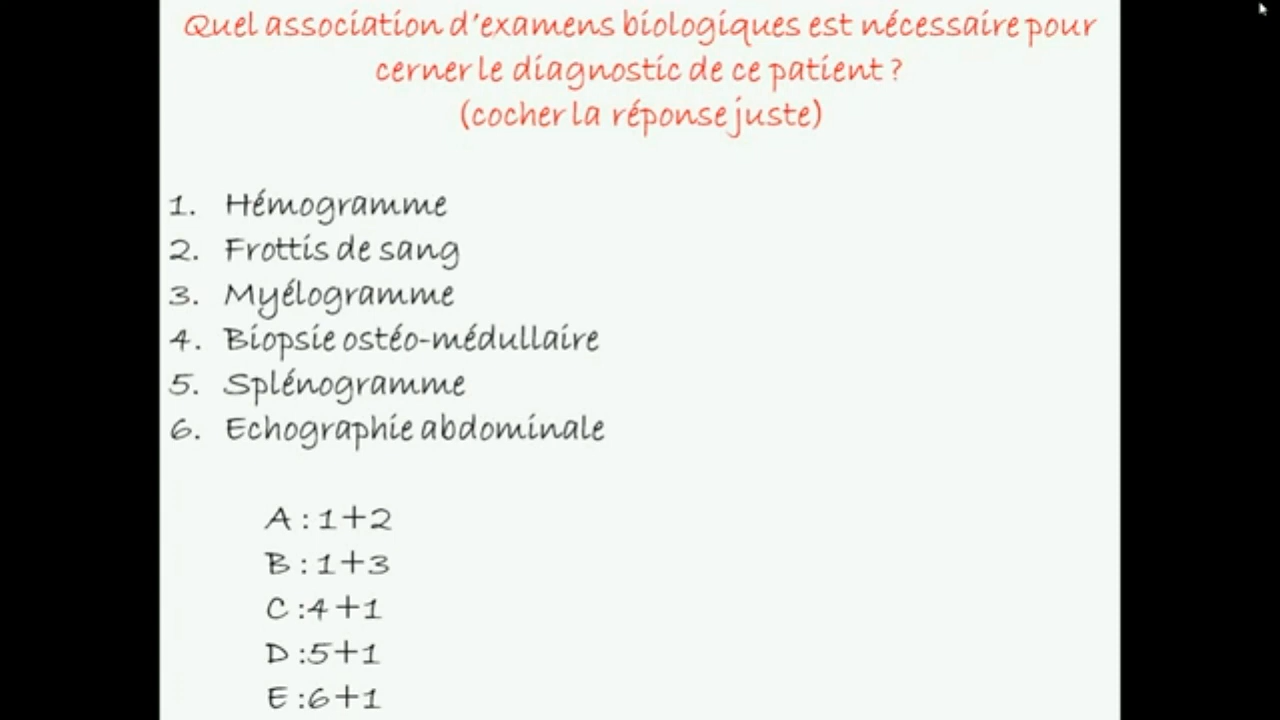 Quel association d'examens biologiques est nécessaire pour
cerner le diagnostic de ce patient ?
(cocher la réponse juste)
1. Hémogramme
2. Frottis de sang
3. Myélogramme
4. Biopsie ostéo-médullaire
5. Splénogramme
6. Echographie abdominale
A : 1+2
B : 1+3
C :4 +1
D :5+1
E :6+1